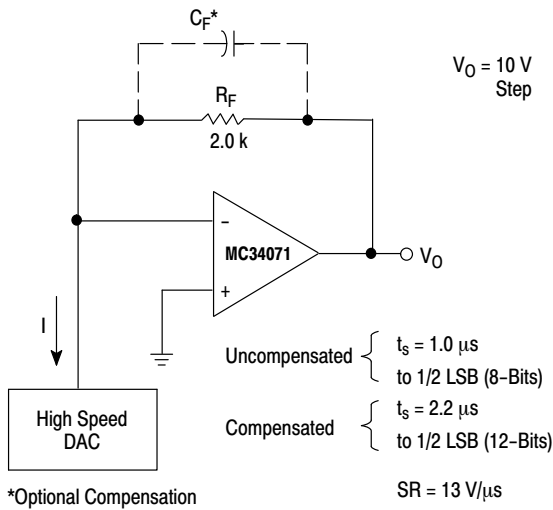 C_F*
V_O = 10 V
Step
R_F
2.0 k
–
MC34071
+
V_O
I
Uncompensated
t_s = 1.0 μs
to 1/2 LSB (8–Bits)
Compensated
t_s = 2.2 μs
to 1/2 LSB (12–Bits)
High Speed
DAC
*Optional Compensation
SR = 13 V/μs